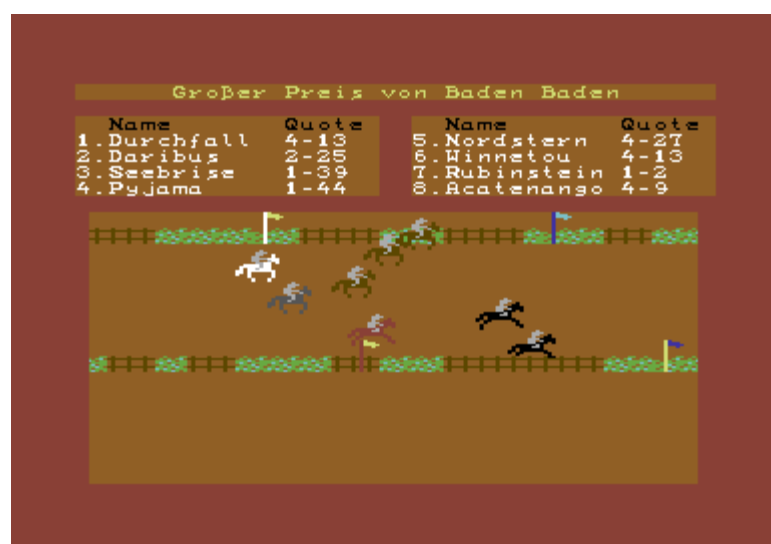 Großer Preis von Baden Baden
Name Quote
1.Durchfall 4-13
2.Daribus 2-25
3.Seebrise 1-39
4.Pyjama 1-44
Name Quote
5.Nordstern 4-27
6.Winnetou 4-13
7.Rubinstein 1-2
8.Acatenango 4-9